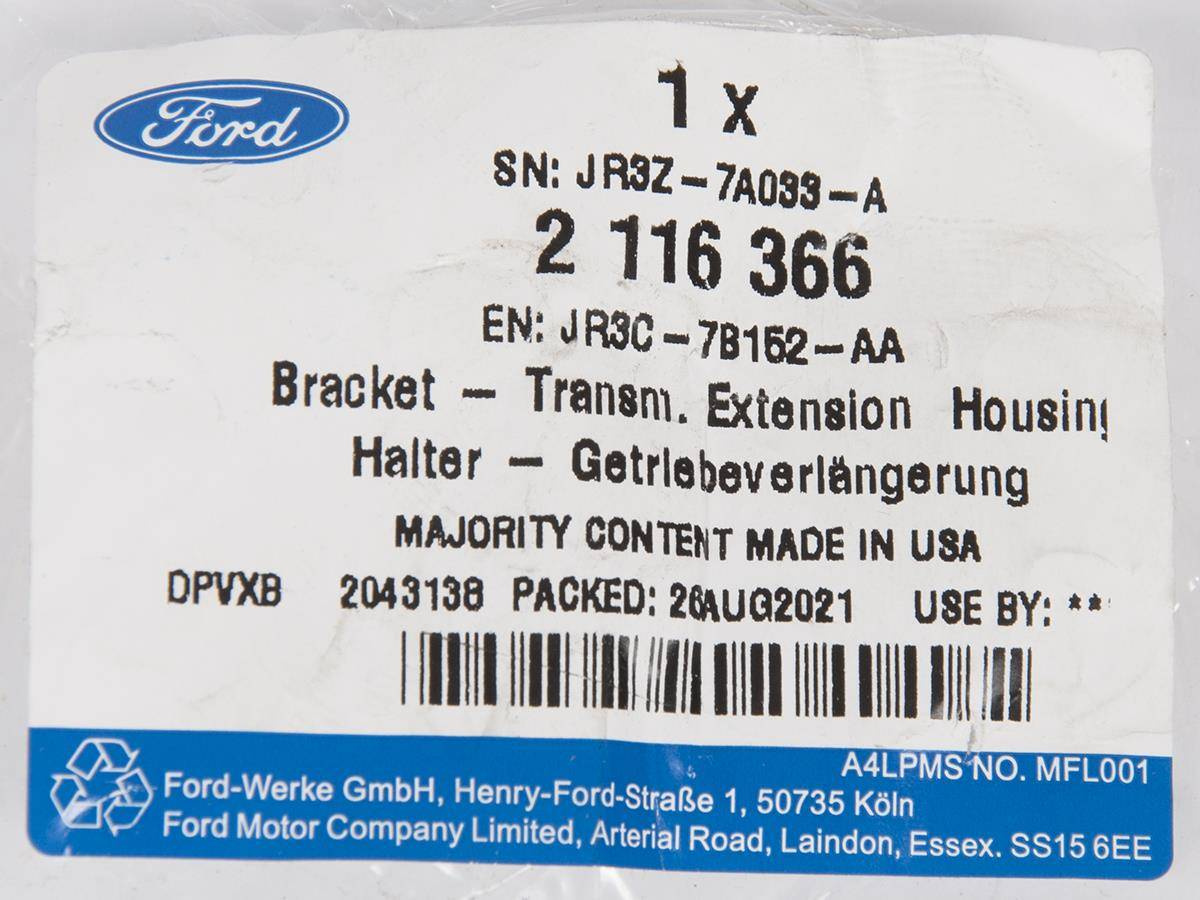 Ford
1 x
SN: JR3Z-7A033-A
2 116 366
EN: JR3C-7B152-AA
Bracket - Transm. Extension Housing
Halter - Getriebeverlängerung
MAJORITY CONTENT MADE IN USA
DPVXB 2043138 PACKED: 26AUG2021 USE BY: **
A4LPMS NO. MFL001
Ford-Werke GmbH, Henry-Ford-Straße 1, 50735 Köln
Ford Motor Company Limited, Arterial Road, Laindon, Essex. SS15 6EE